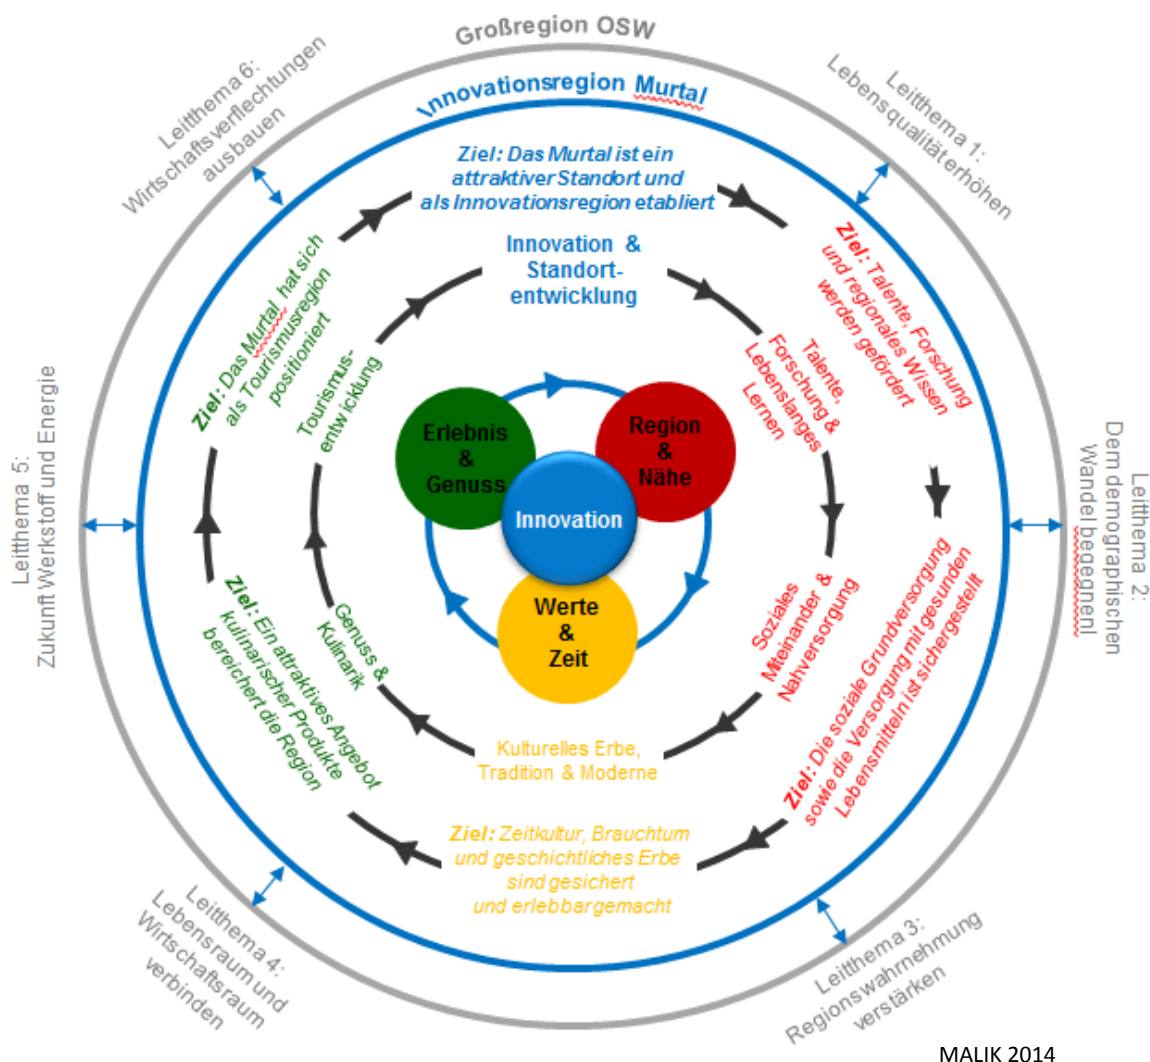 Großregion OSW
Innovationsregion Murtal
Leitthema 1:
Lebensqualität erhöhen
Leitthema 2:
Dem demographischen
Wandel begegnenl
Leitthema 3:
Regionswahrnehmung
verstärken
Leitthema 4:
Lebensraum und
Wirtschaftsraum
verbinden
Leitthema 5:
Zukunft Werkstoff und Energie
Leitthema 6:
Wirtschaftsverflechtungen
ausbauen
Ziel: Das Murtal ist ein
attraktiver Standort und
als Innovationsregion etabliert
Innovation &
Standort-
entwicklung
Ziel: Talente, Forschung
und regionales Wissen
werden gefördert
Talente,
Forschung &
Lebenslanges
Lernen
Ziel: Die soziale Grundversorgung
sowie die Versorgung mit gesunden
Lebensmitteln ist sichergestellt
Soziales
Miteinander &
Nahversorgung
Kulturelles Erbe,
Tradition & Moderne
Ziel: Zeitkultur, Brauchtum
und geschichtliches Erbe
sind gesichert
und erlebbargemacht
Genuss &
Kulinarik
Ziel: Ein attraktives Angebot
kulinarischer Produkte
bereichert die Region
Tourismus-
entwicklung
Ziel: Das Murtal hat sich
als Tourismusregion
positioniert
Erlebnis
&
Genuss
Region
&
Nähe
Innovation
Werte
&
Zeit
MALIK 2014